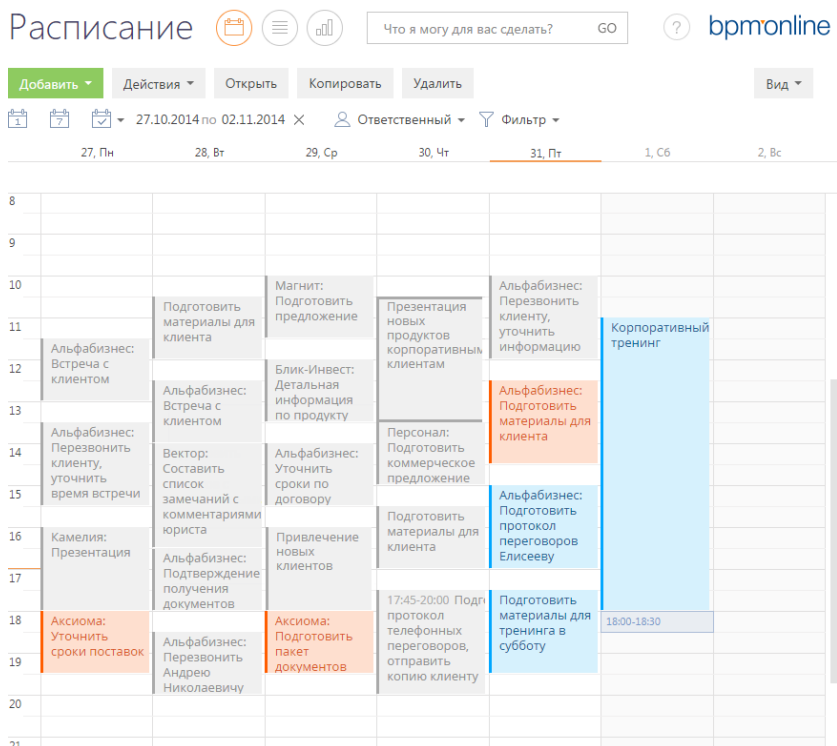 Расписание
Что я могу для вас сделать? GO
?
bpm'online
Добавить
Действия
Открыть
Копировать
Удалить
Вид
1
7
27.10.2014 по 02.11.2014
Ответственный
Фильтр
27, Пн
28, Вт
29, Ср
30, Чт
31, Пт
1, Сб
2, Вс
8
9
10
11
12
13
14
15
16
17
18
19
20
21
Альфабизнес:
Встреча с
клиентом
Альфабизнес:
Перезвонить
клиенту,
уточнить
время встречи
Камелия:
Презентация
Аксиома:
Уточнить
сроки поставок
Подготовить
материалы для
клиента
Альфабизнес:
Встреча с
клиентом
Вектор:
Составить
список
замечаний с
комментариями
юриста
Альфабизнес:
Подтверждение
получения
документов
Альфабизнес:
Перезвонить
Андрею
Николаевичу
Магнит:
Подготовить
предложение
Блик-Инвест:
Детальная
информация
по продукту
Альфабизнес:
Уточнить
сроки по
договору
Привлечение
новых
клиентов
Аксиома:
Подготовить
пакет
документов
Презентация
новых
продуктов
корпоративным
клиентам
Персонал:
Подготовить
коммерческое
предложение
Подготовить
материалы для
клиента
17:45-20:00 Подг
протокол
телефонных
переговоров,
отправить
копию клиенту
Альфабизнес:
Перезвонить
клиенту,
уточнить
информацию
Альфабизнес:
Подготовить
материалы для
клиента
Альфабизнес:
Подготовить
протокол
переговоров
Елисееву
Подготовить
материалы для
тренинга в
субботу
Корпоративный
тренинг
18:00-18:30